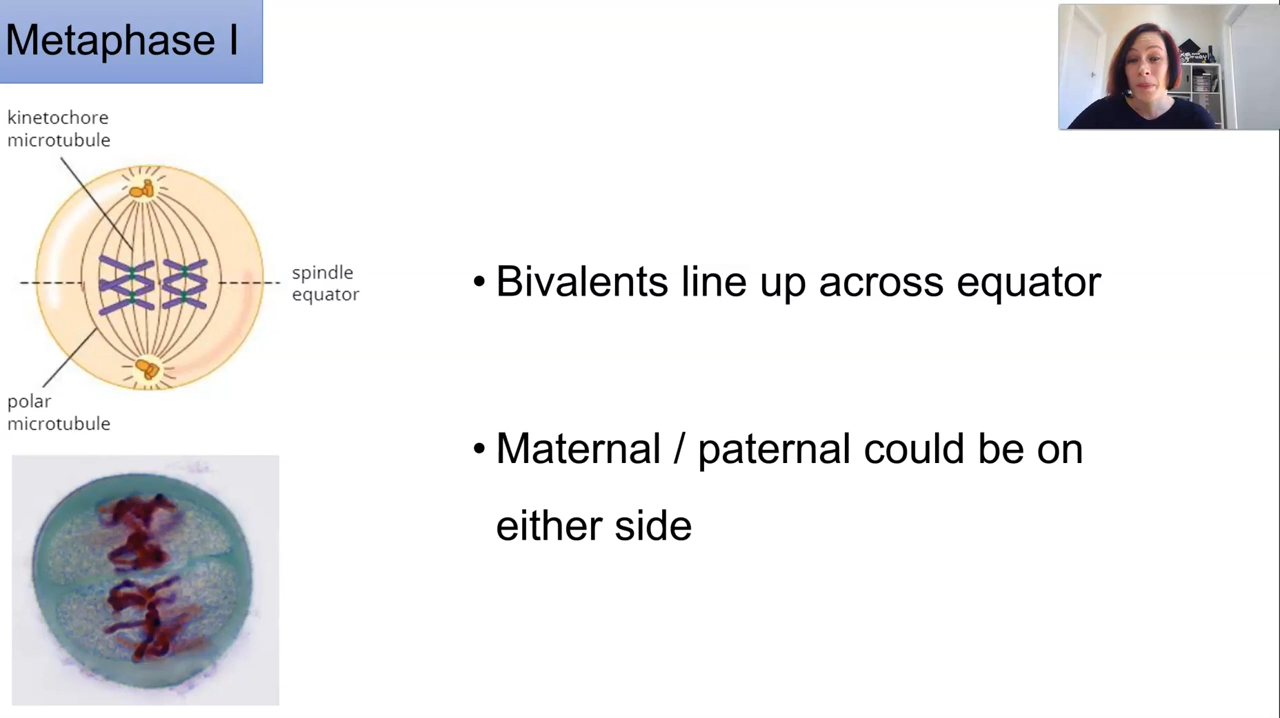 Metaphase I
kinetochore
microtubule
spindle
equator
polar
microtubule
• Bivalents line up across equator
• Maternal / paternal could be on
either side